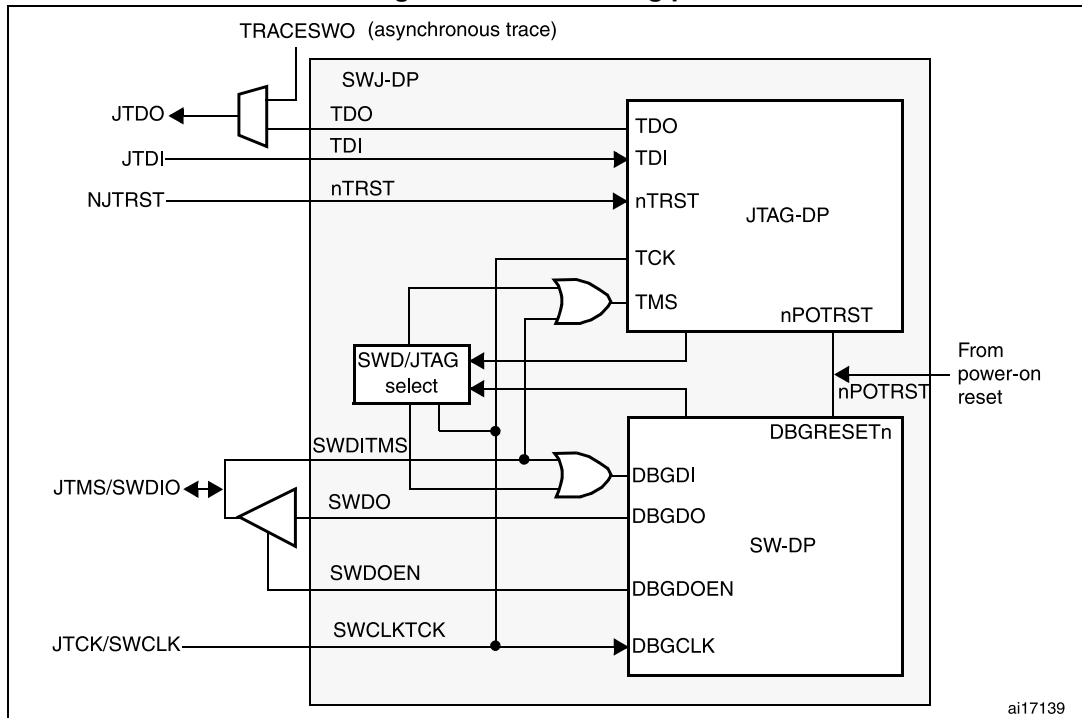 TRACESWO (asynchronous trace)
SWJ-DP
JTDO
TDO
TDO
JTDI
TDI
TDI
NJTRST
nTRST
nTRST
JTAG-DP
TCK
TMS
nPOTRST
SWD/JTAG
select
From
power-on
reset
nPOTRST
DBGRESETn
SWDITMS
DBGDI
JTMS/SWDIO
SWDO
DBGDO
SW-DP
SWDOEN
DBGDOEN
JTCK/SWCLK
SWCLKTCK
DBGCLK
ai17139